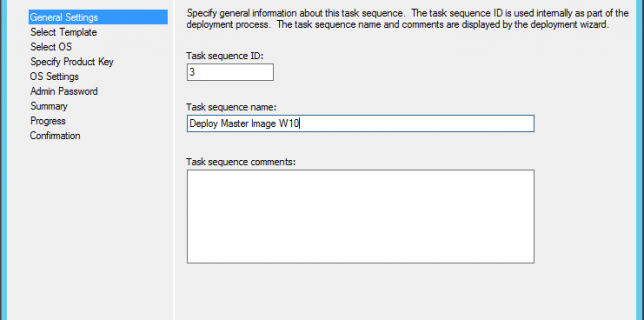 General Settings
Select Template
Select OS
Specify Product Key
OS Settings
Admin Password
Summary
Progress
Confirmation
Specify general information about this task sequence. The task sequence ID is used internally as part of the
deployment process. The task sequence name and comments are displayed by the deployment wizard.
Task sequence ID:
3
Task sequence name:
Deploy Master Image W10
Task sequence comments: